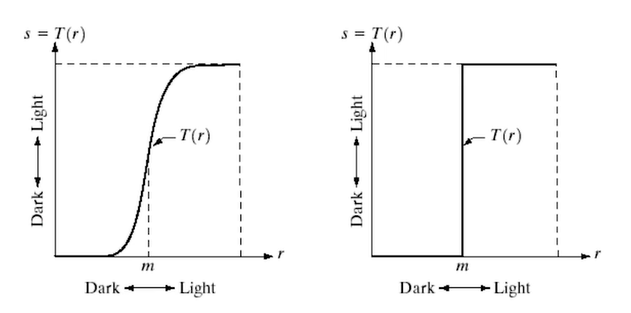 s = T(r)
Light
Dark
T(r)
m
r
Dark
Light
s = T(r)
Light
Dark
T(r)
m
r
Dark
Light